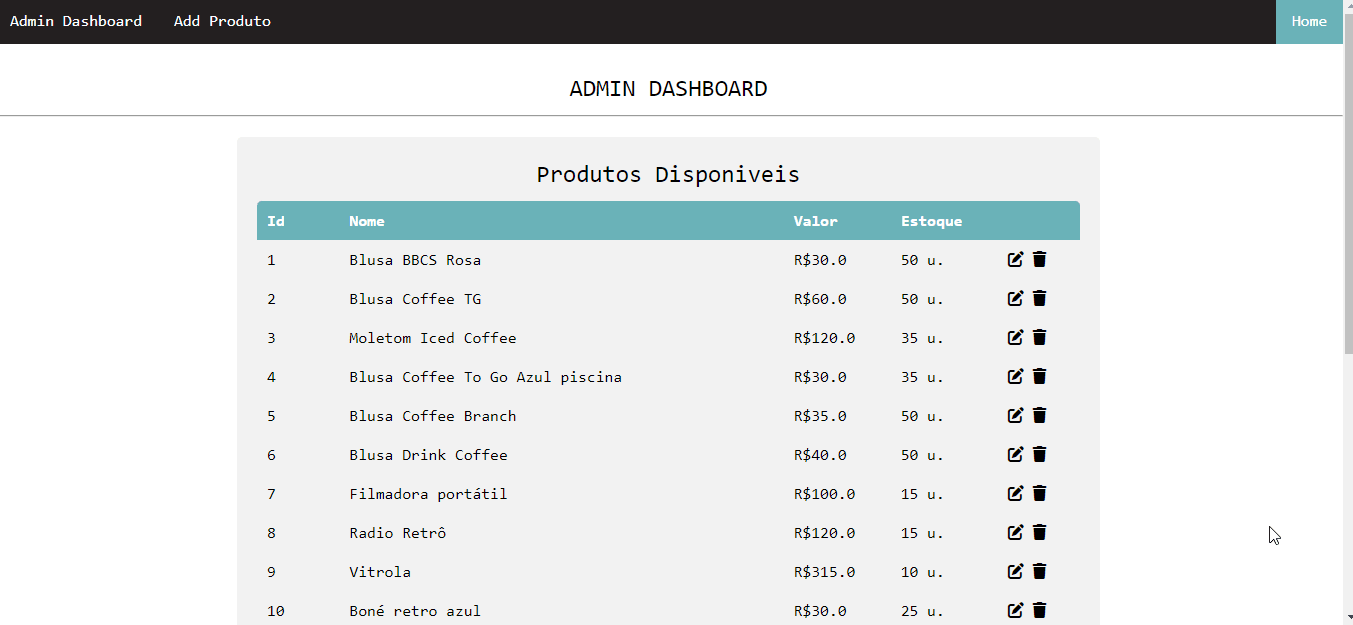 Admin Dashboard Add Produto Home
ADMIN DASHBOARD
Produtos Disponiveis
Id Nome Valor Estoque
1 Blusa BBCS Rosa R$30.0 50 u.
2 Blusa Coffee TG R$60.0 50 u.
3 Moletom Iced Coffee R$120.0 35 u.
4 Blusa Coffee To Go Azul piscina R$30.0 35 u.
5 Blusa Coffee Branch R$35.0 50 u.
6 Blusa Drink Coffee R$40.0 50 u.
7 Filmadora portátil R$100.0 15 u.
8 Radio Retrô R$120.0 15 u.
9 Vitrola R$315.0 10 u.
10 Boné retro azul R$30.0 25 u.